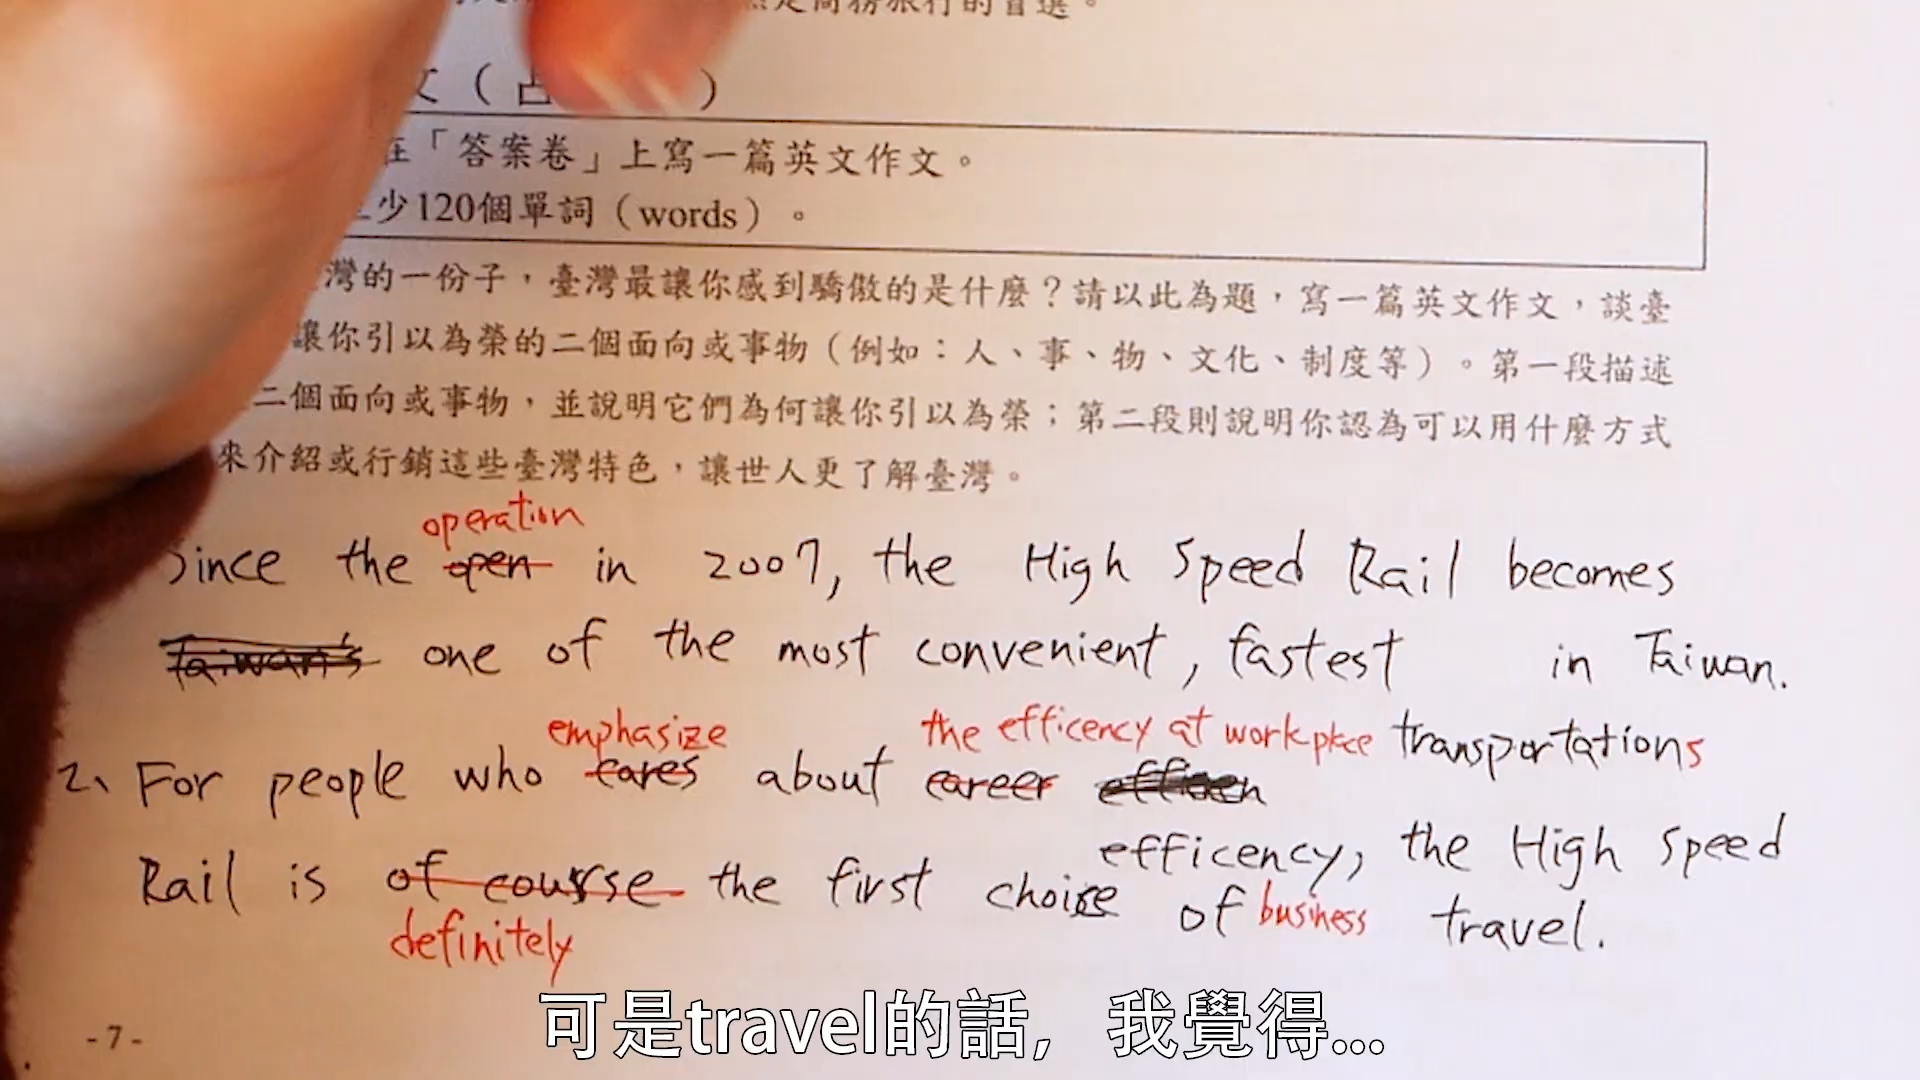 商務旅行的首選。
文（占 ）
在「答案卷」上寫一篇英文作文。
少120個單詞（words）。
灣的一份子，臺灣最讓你感到驕傲的是什麼？請以此為題，寫一篇英文作文，談臺
讓你引以為榮的二個面向或事物（例如：人、事、物、文化、制度等）。第一段描述
二個面向或事物，並說明它們為何讓你引以為榮；第二段則說明你認為可以用什麼方式
來介紹或行銷這些臺灣特色，讓世人更了解臺灣。
operation
Since the open in 2007, the High Speed Rail becomes
Taiwan's one of the most convenient, fastest in Taiwan.
emphasize the efficency at workplace transportations
2、For people who cares about career
efficency, the High Speed
Rail is of course the first choice of business travel.
definitely
可是travel的話，我覺得...
-7-